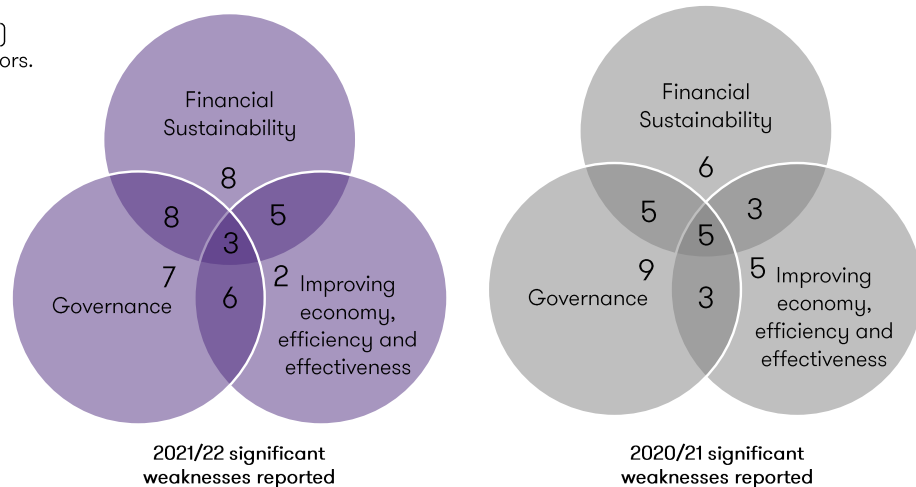 ors.
Financial
Sustainability
8
8
5
3
7
2
6
Governance
Improving
economy,
efficiency and
effectiveness
2021/22 significant
weaknesses reported
Financial
Sustainability
6
5
3
5
9
5
3
Governance
Improving
economy,
efficiency and
effectiveness
2020/21 significant
weaknesses reported